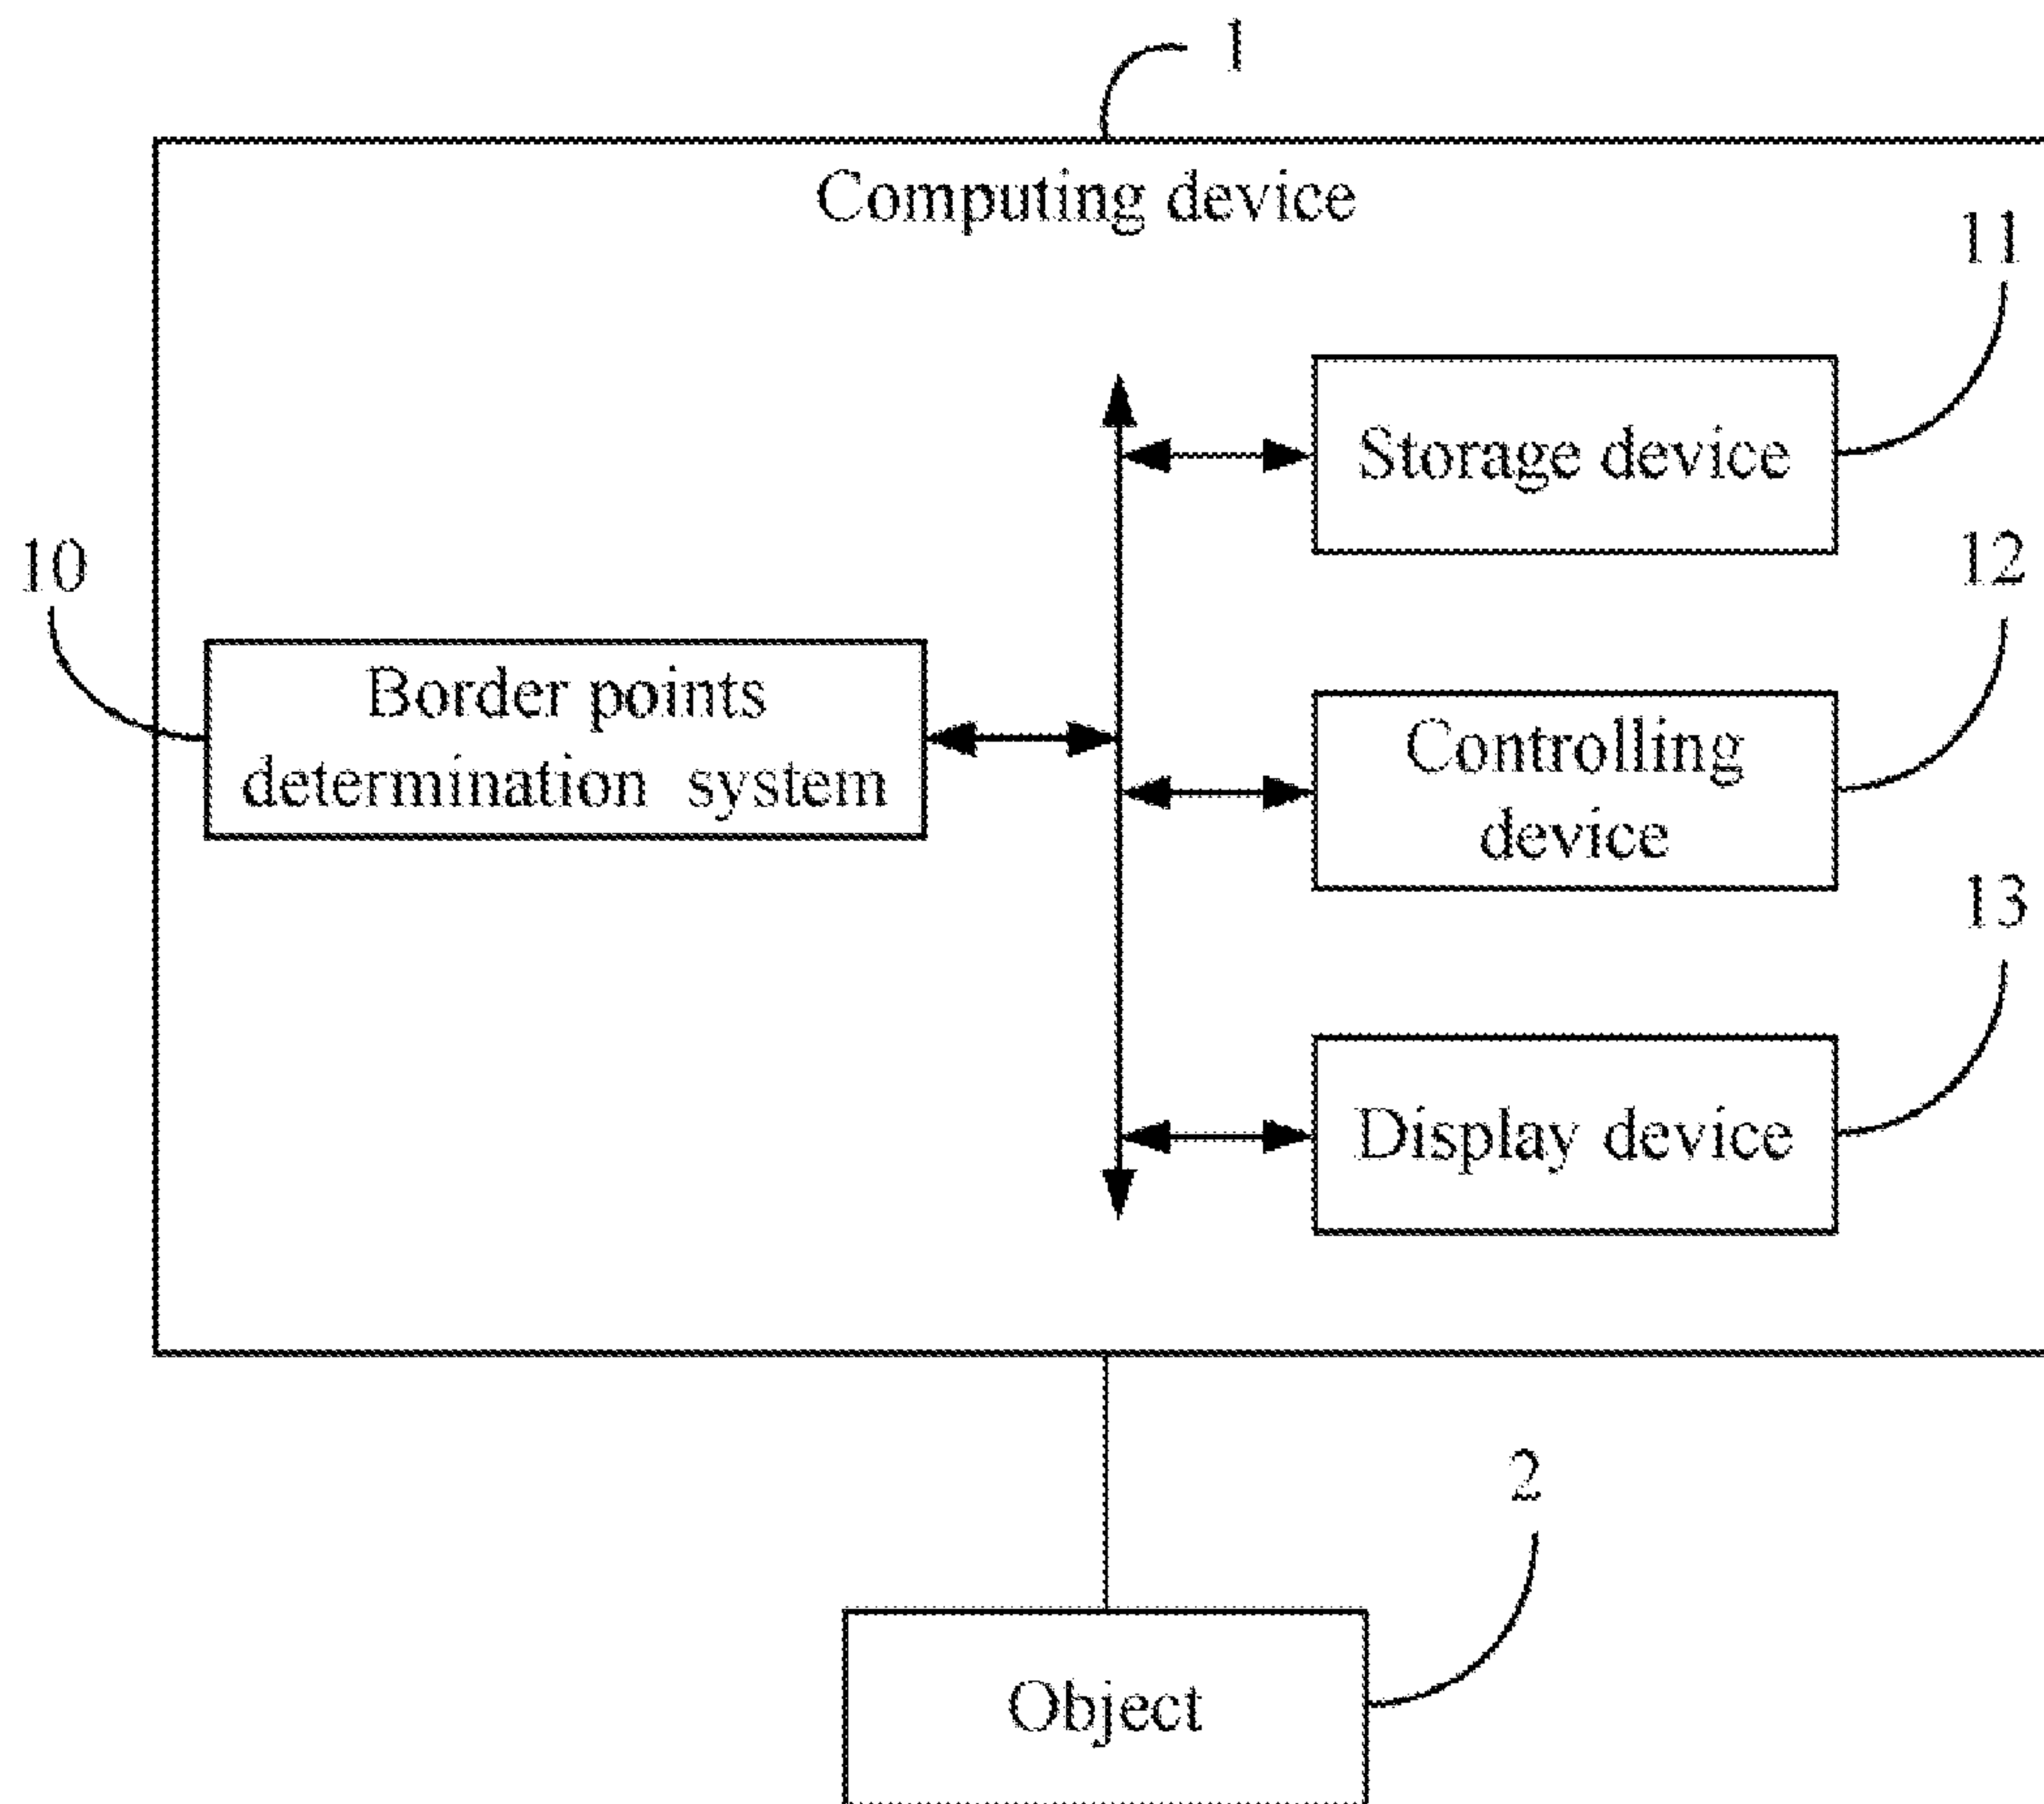 1
Computing device
11
Storage device
10
12
Border points
determination system
Controlling
device
13
Display device
2
Object